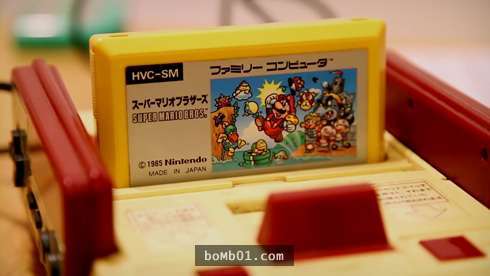 HVC-SM
ファミリー コンピュータ
スーパーマリオブラザーズ
SUPER MARIO BROS.
© 1985 Nintendo
MADE IN JAPAN
boMb01.com